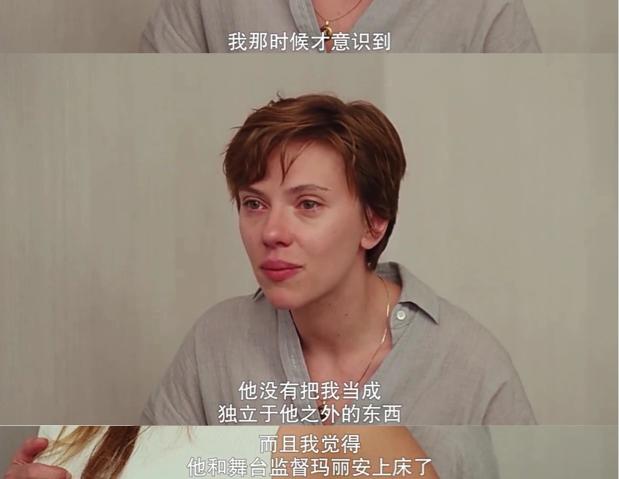 我那时候才意识到
他没有把我当成
独立于他之外的东西
而且我觉得
他和舞台监督玛丽安上床了